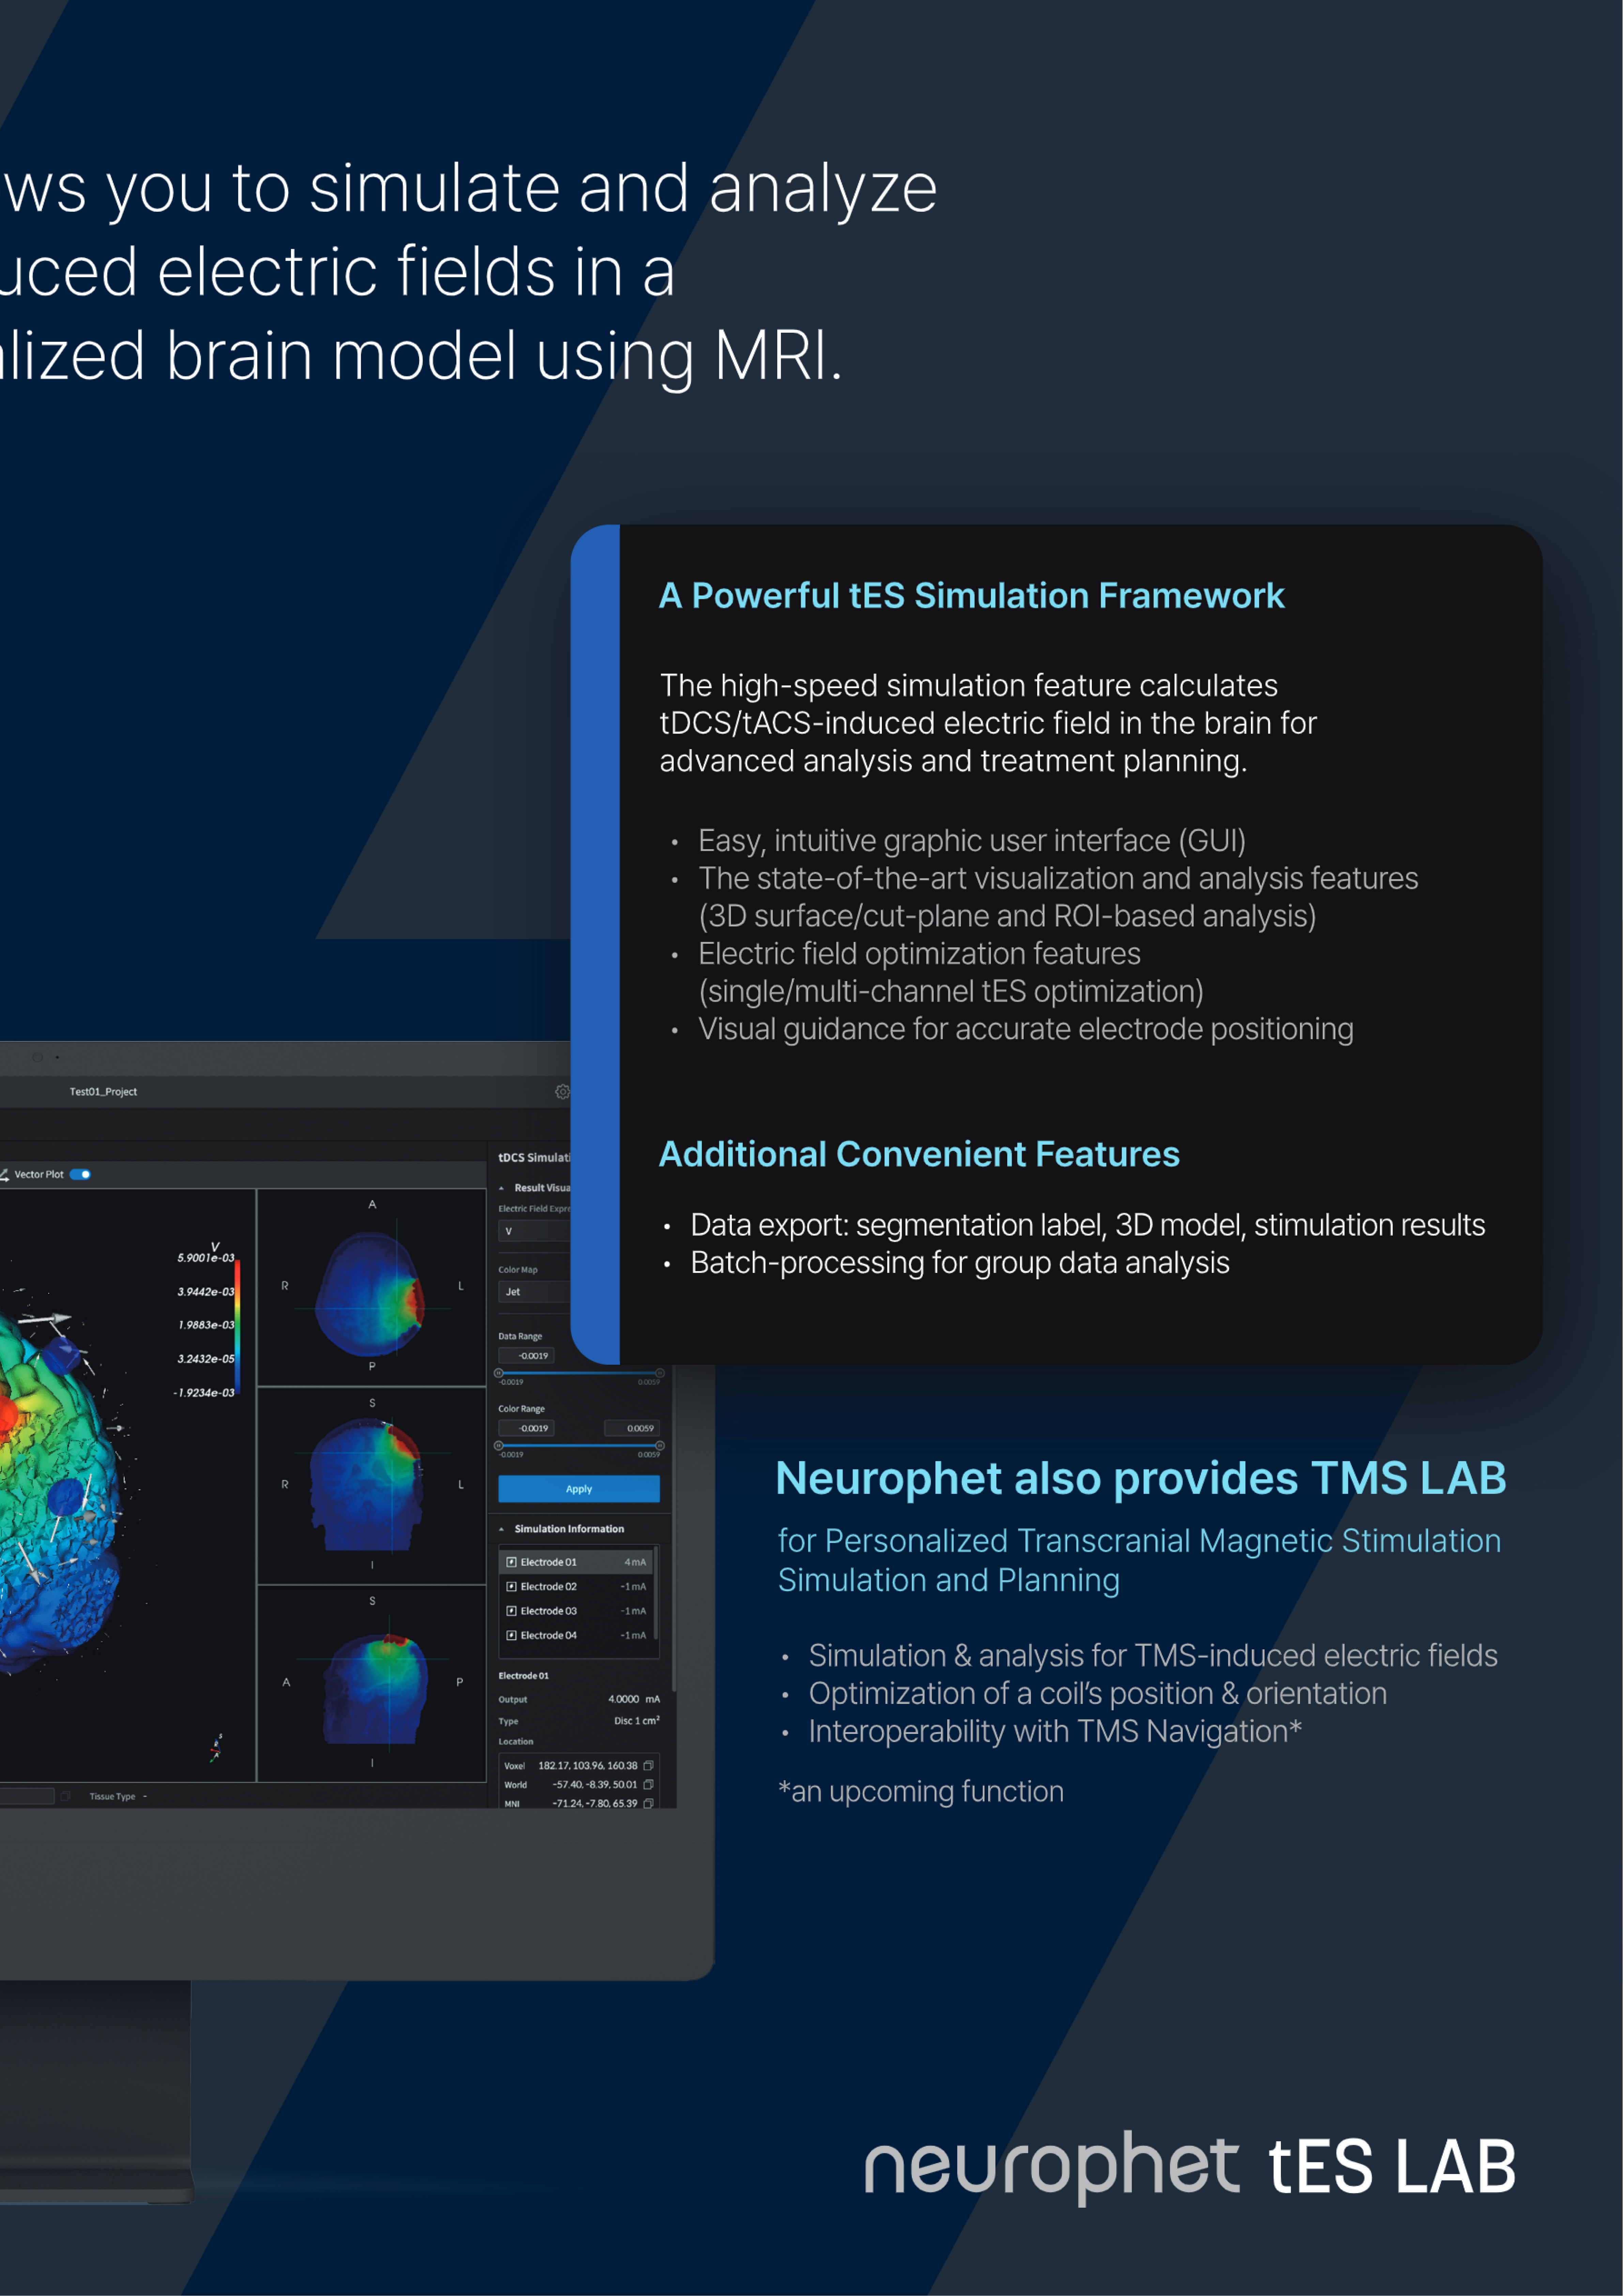 ws you to simulate and analyze
uced electric fields in a
lized brain model using MRI.
A Powerful tES Simulation Framework
The high-speed simulation feature calculates
tDCS/tACS-induced electric field in the brain for
advanced analysis and treatment planning.
• Easy, intuitive graphic user interface (GUI)
• The state-of-the-art visualization and analysis features
(3D surface/cut-plane and ROI-based analysis)
• Electric field optimization features
(single/multi-channel tES optimization)
• Visual guidance for accurate electrode positioning
Additional Convenient Features
• Data export: segmentation label, 3D model, stimulation results
• Batch-processing for group data analysis
Test01_Project
Vector Plot
V
5.9001e-03
3.9442e-03
1.9883e-03
3.2432e-05
-1.9234e-03
A
R
L
P
S
R
L
I
S
A
P
I
Tissue Type -
tDCS Simulati
Result Visua
Electric Field Expre
V
Color Map
Jet
Data Range
-0.0019
-0.0019 0.0059
Color Range
-0.0019 0.0059
-0.0019 0.0059
Apply
Simulation Information
Electrode 01 4 mA
Electrode 02 -1 mA
Electrode 03 -1 mA
Electrode 04 -1 mA
Electrode 01
Output 4.0000 mA
Type Disc 1 cm²
Location
Voxel 182.17, 103.96, 160.38
World -57.40, -8.39, 50.01
MNI -71.24, -7.80, 65.39
Neurophet also provides TMS LAB
for Personalized Transcranial Magnetic Stimulation
Simulation and Planning
• Simulation & analysis for TMS-induced electric fields
• Optimization of a coil's position & orientation
• Interoperability with TMS Navigation*
*an upcoming function
neurophet tES LAB